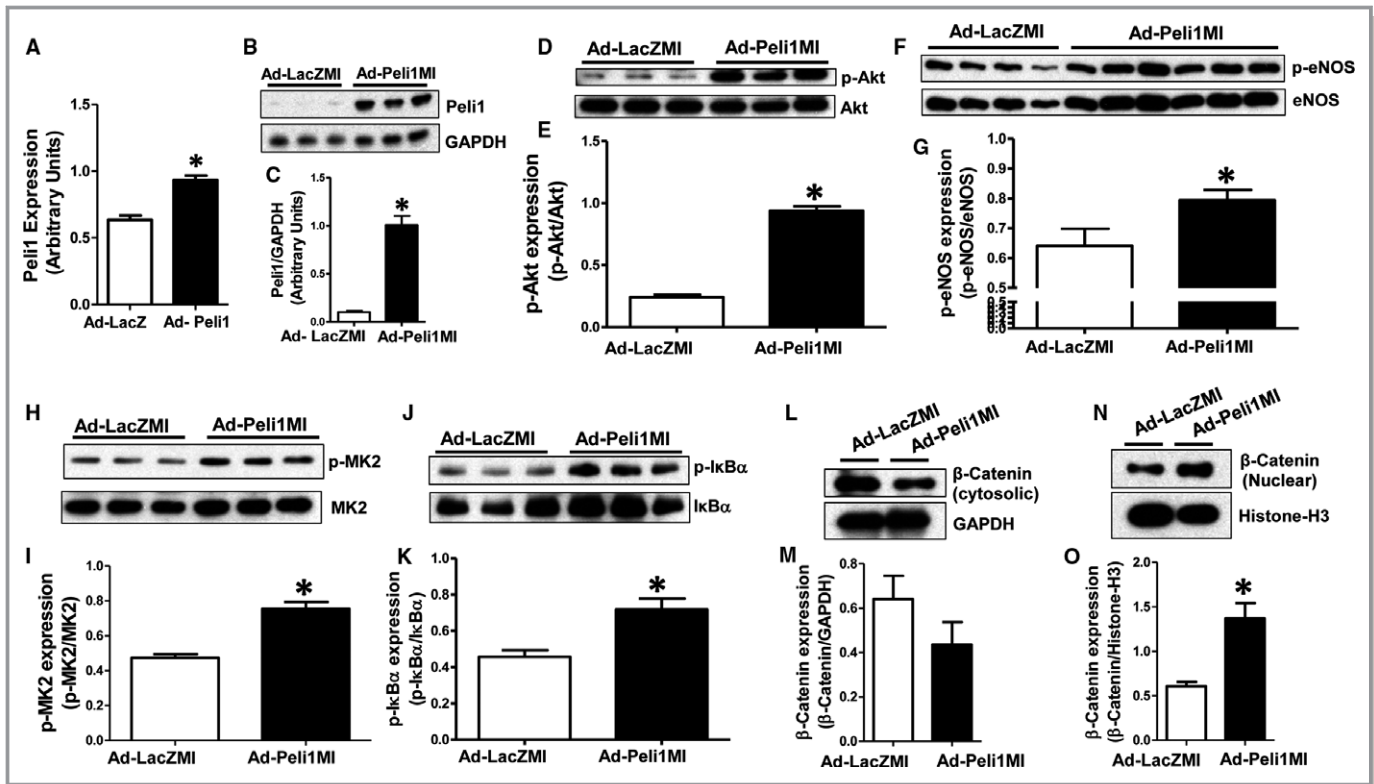 A
Peli1 Expression
(Arbitrary Units)
1.5
1.0
0.5
0.0
*
Ad-LacZ Ad- Peli1
B
Ad-LacZMI Ad-Peli1MI
Peli1
GAPDH
C
Peli1/GAPDH
(Arbitrary Units)
1.5
1.0
0.5
0.0
*
Ad- LacZMI Ad-Peli1MI
D
Ad-LacZMI Ad-Peli1MI
p-Akt
Akt
E
p-Akt expression
(p-Akt/Akt)
1.5
1.0
0.5
0.0
*
Ad-LacZMI Ad-Peli1MI
F
Ad-LacZMI Ad-Peli1MI
p-eNOS
eNOS
G
p-eNOS expression
(p-eNOS/eNOS)
0.9
0.8
0.7
0.6
0.5
0.5
0.0
*
Ad-LacZMI Ad-Peli1MI
H
Ad-LacZMI Ad-Peli1MI
p-MK2
MK2
I
p-MK2 expression
(p-MK2/MK2)
1.0
0.8
0.6
0.4
0.2
0.0
*
Ad-LacZMI Ad-Peli1MI
J
Ad-LacZMI Ad-Peli1MI
p-IκBα
IκBα
K
p-IκBα expression
(p-IκBα/IκBα)
1.0
0.8
0.6
0.4
0.2
0.0
*
Ad-LacZMI Ad-Peli1MI
L
Ad-LacZMI
Ad-Peli1MI
β-Catenin
(cytosolic)
GAPDH
M
β-Catenin expression
(β-Catenin/GAPDH)
0.8
0.6
0.4
0.2
0.0
Ad-LacZMI Ad-Peli1MI
N
Ad-LacZMI
Ad-Peli1MI
β-Catenin
(Nuclear)
Histone-H3
O
β-Catenin expression
(β-Catenin/Histone-H3)
2.0
1.5
1.0
0.5
0.0
*
Ad-LacZMI Ad-Peli1MI